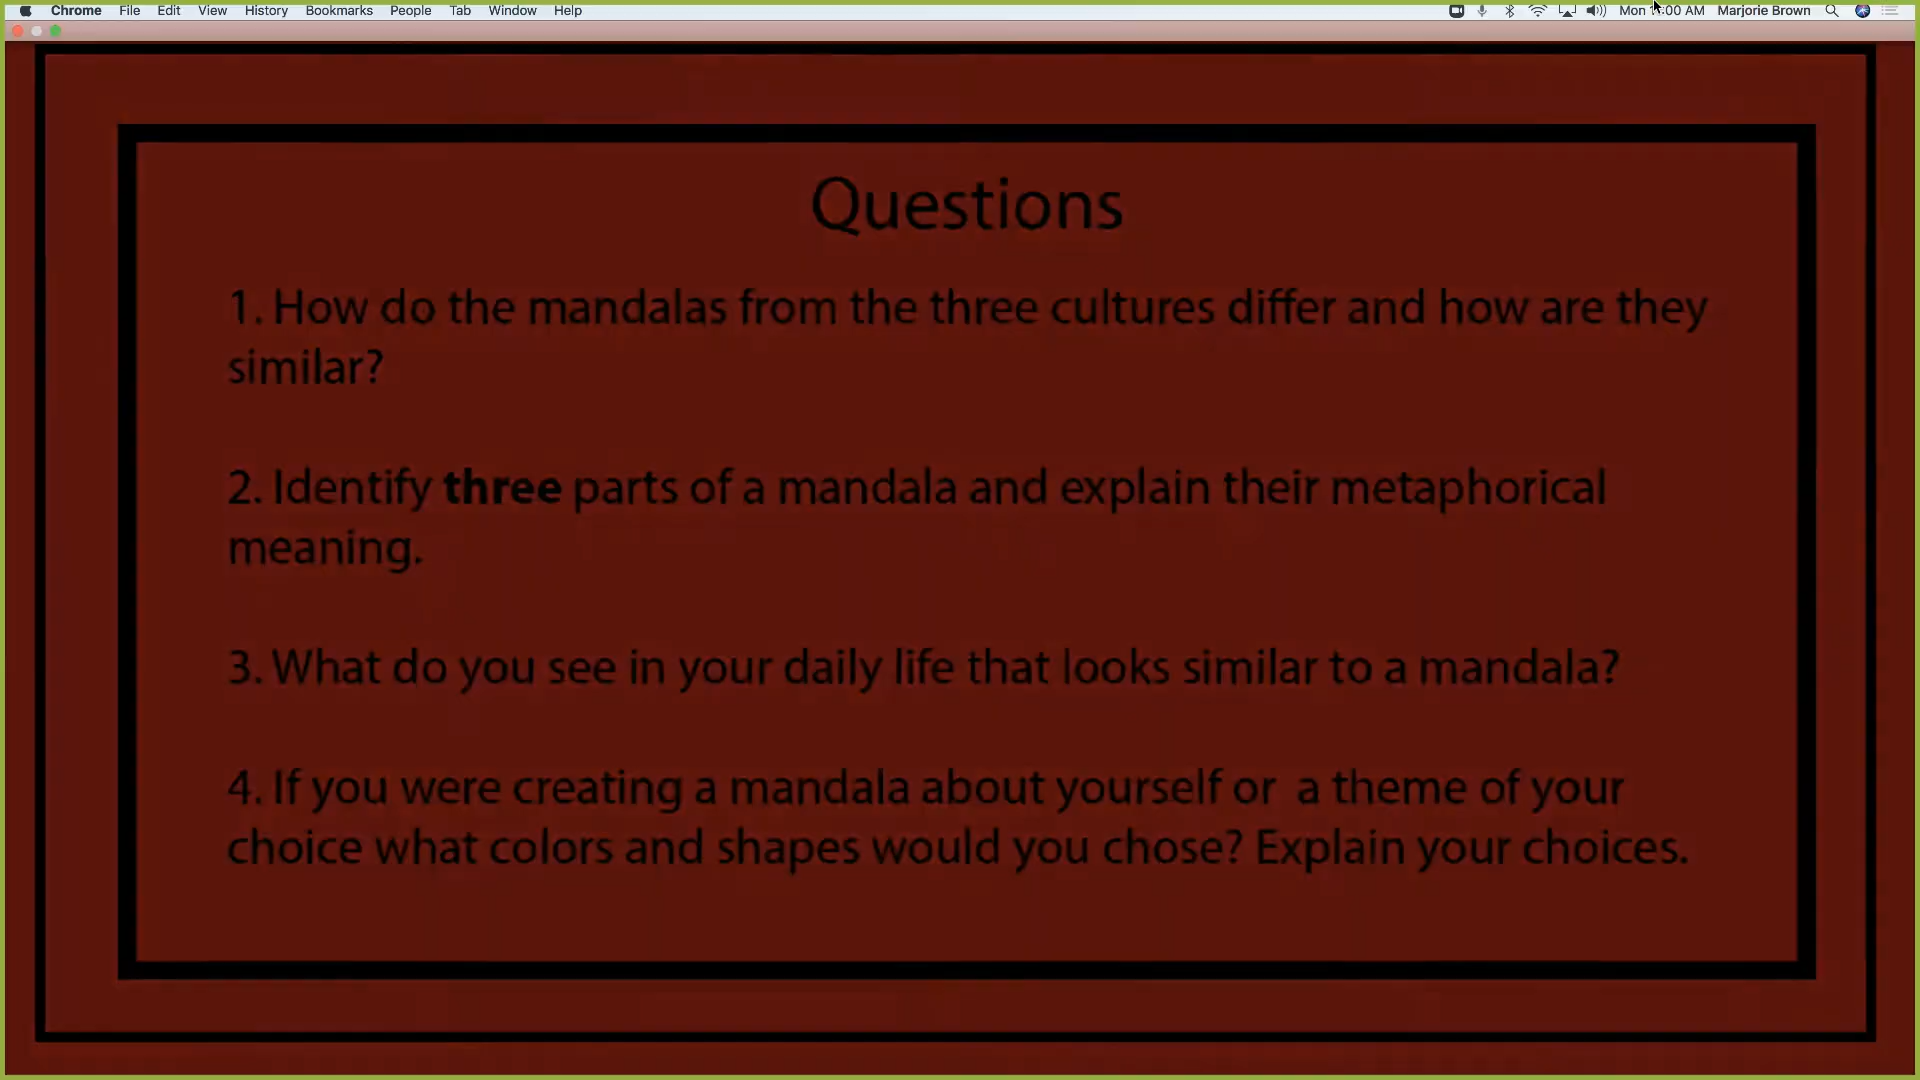 Chrome File Edit View History Bookmarks People Tab Window Help Mon :00 AM Marjorie Brown
Questions
1. How do the mandalas from the three cultures differ and how are they
similar?
2. Identify three parts of a mandala and explain their metaphorical
meaning.
3. What do you see in your daily life that looks similar to a mandala?
4. If you were creating a mandala about yourself or a theme of your
choice what colors and shapes would you chose? Explain your choices.